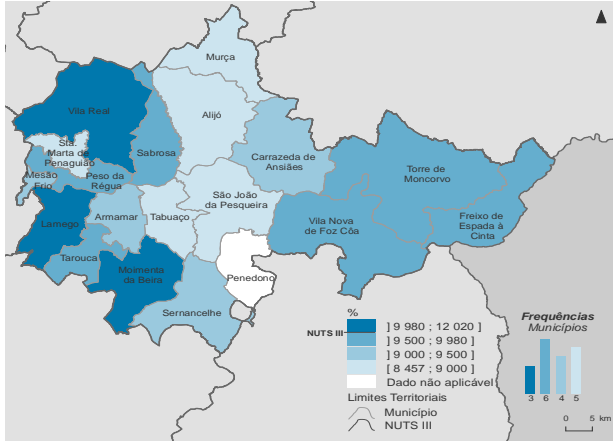 Murça
Vila Real
Alijó
Sta.
Marta de
Penaguião
Sabrosa
Carrazeda de
Ansiães
Torre de
Moncorvo
Mesão
Frio
Peso da
Régua
São João
da Pesqueira
Lamego
Armamar
Tabuaço
Vila Nova
de Foz Côa
Freixo de
Espada à
Cinta
Tarouca
Moimenta
da Beira
Penedono
Sernancelhe
%
] 9 980 ; 12 020 ]
NUTS III
] 9 500 ; 9 980 ]
] 9 000 ; 9 500 ]
[ 8 457 ; 9 000 ]
Dado não aplicável
Limites Territoriais
Município
NUTS III
Frequências
Municípios
3 6 4 5
0 5 km